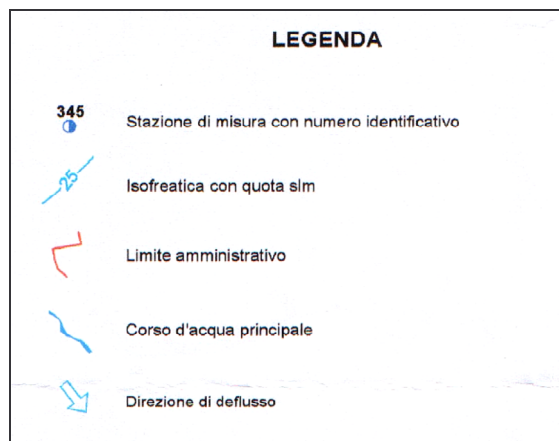 LEGENDA
345
Stazione di misura con numero identificativo
25
Isofreatica con quota slm
Limite amministrativo
Corso d'acqua principale
Direzione di deflusso